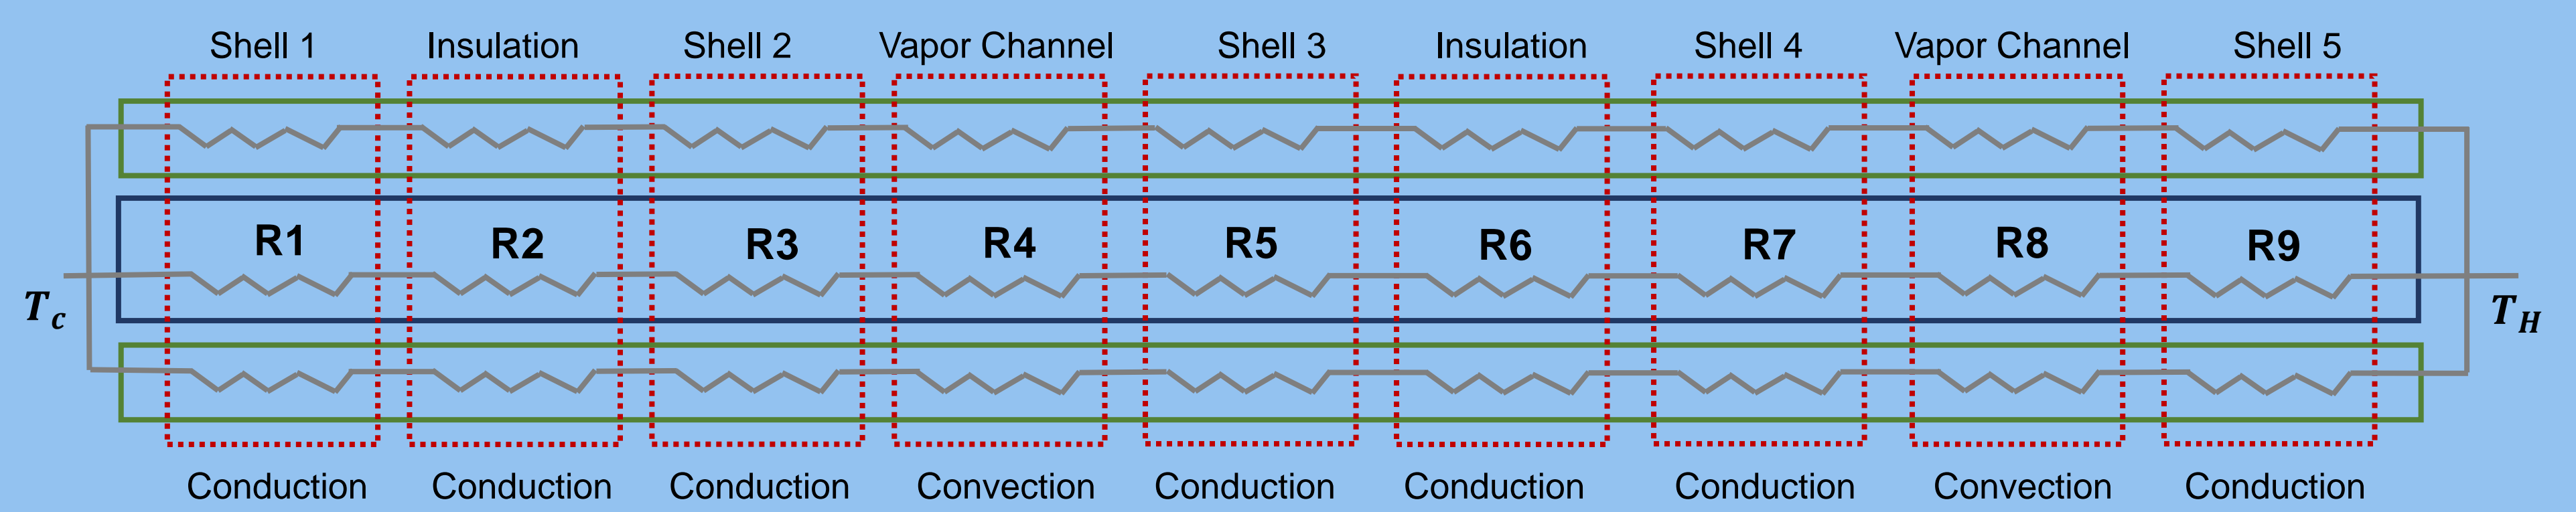 Shell 1 Insulation Shell 2 Vapor Channel Shell 3 Insulation Shell 4 Vapor Channel Shell 5
R1 R2 R3 R4 R5 R6 R7 R8 R9
T_c T_H
Conduction Conduction Conduction Convection Conduction Conduction Conduction Convection Conduction